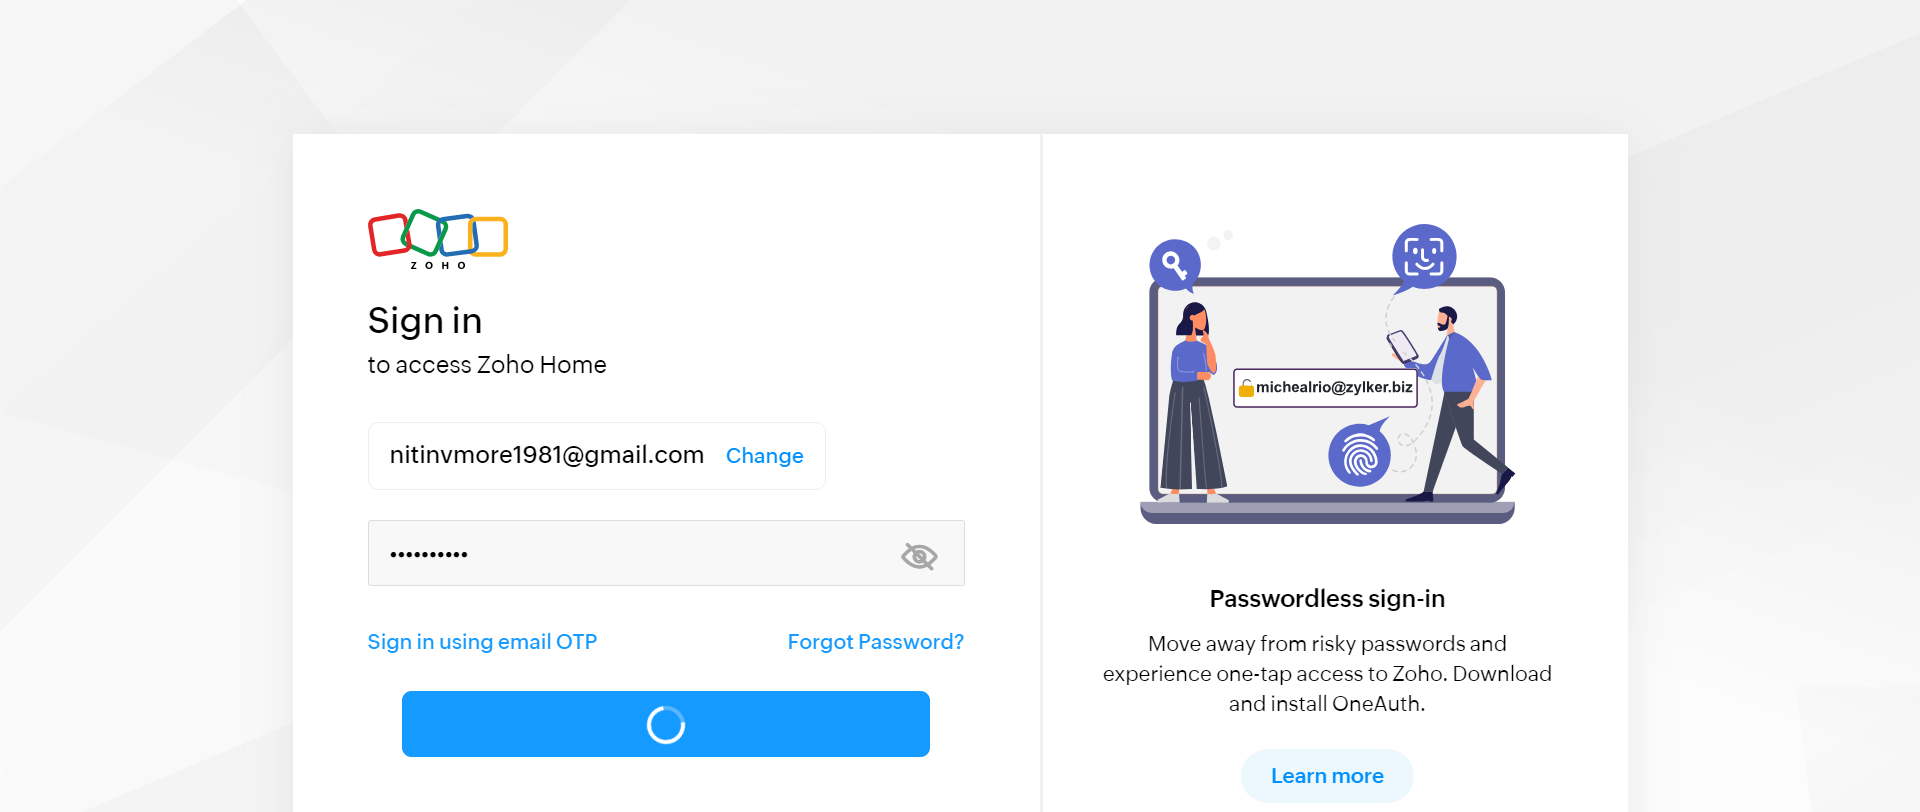 ZOHO
Sign in
to access Zoho Home
nitinvmore1981@gmail.com Change
••••••••••
Sign in using email OTP Forgot Password?
michealrio@zylker.biz
Passwordless sign-in
Move away from risky passwords and
experience one-tap access to Zoho. Download
and install OneAuth.
Learn more